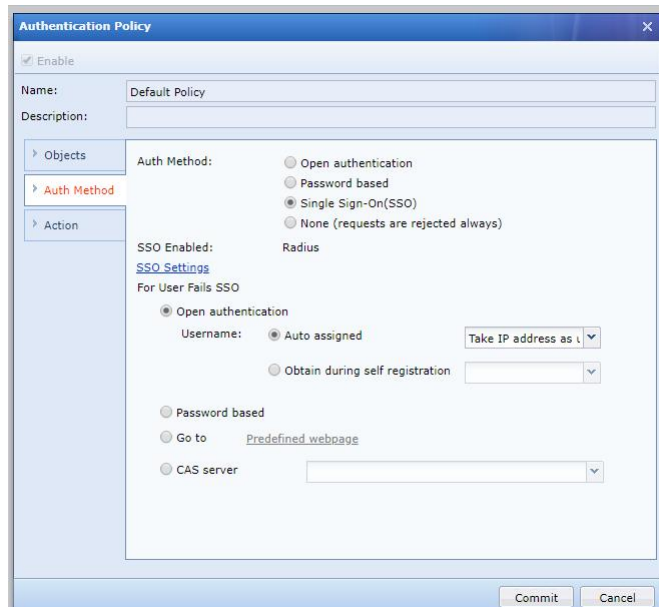 Authentication Policy
Enable
Name: Default Policy
Description:
Objects
Auth Method
Action
Auth Method: Open authentication
Password based
Single Sign-On(SSO)
None (requests are rejected always)
SSO Enabled: Radius
SSO Settings
For User Fails SSO
Open authentication
Username: Auto assigned Take IP address as u
Obtain during self registration
Password based
Go to Predefined webpage
CAS server
Commit Cancel